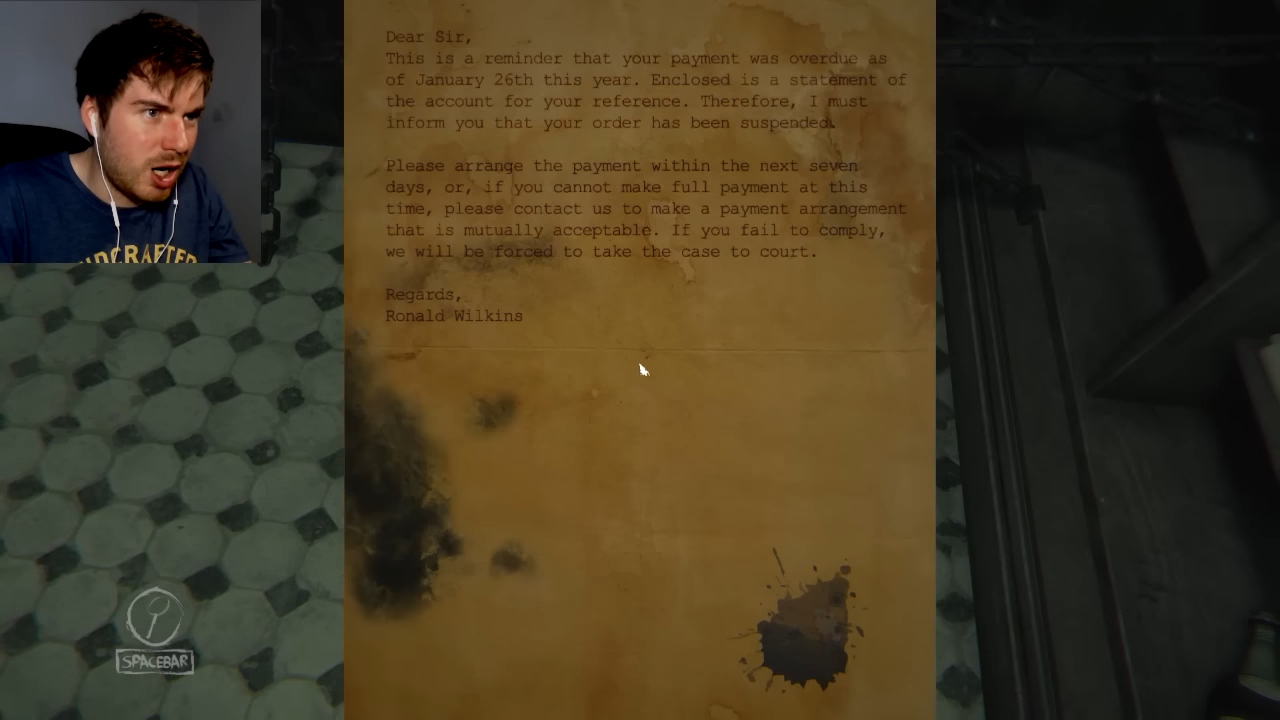 Dear Sir,
This is a reminder that your payment was overdue as
of January 26th this year. Enclosed is a statement of
the account for your reference. Therefore, I must
inform you that your order has been suspended.
Please arrange the payment within the next seven
days, or, if you cannot make full payment at this
time, please contact us to make a payment arrangement
that is mutually acceptable. If you fail to comply,
we will be forced to take the case to court.
Regards,
Ronald Wilkins
SPACEBAR